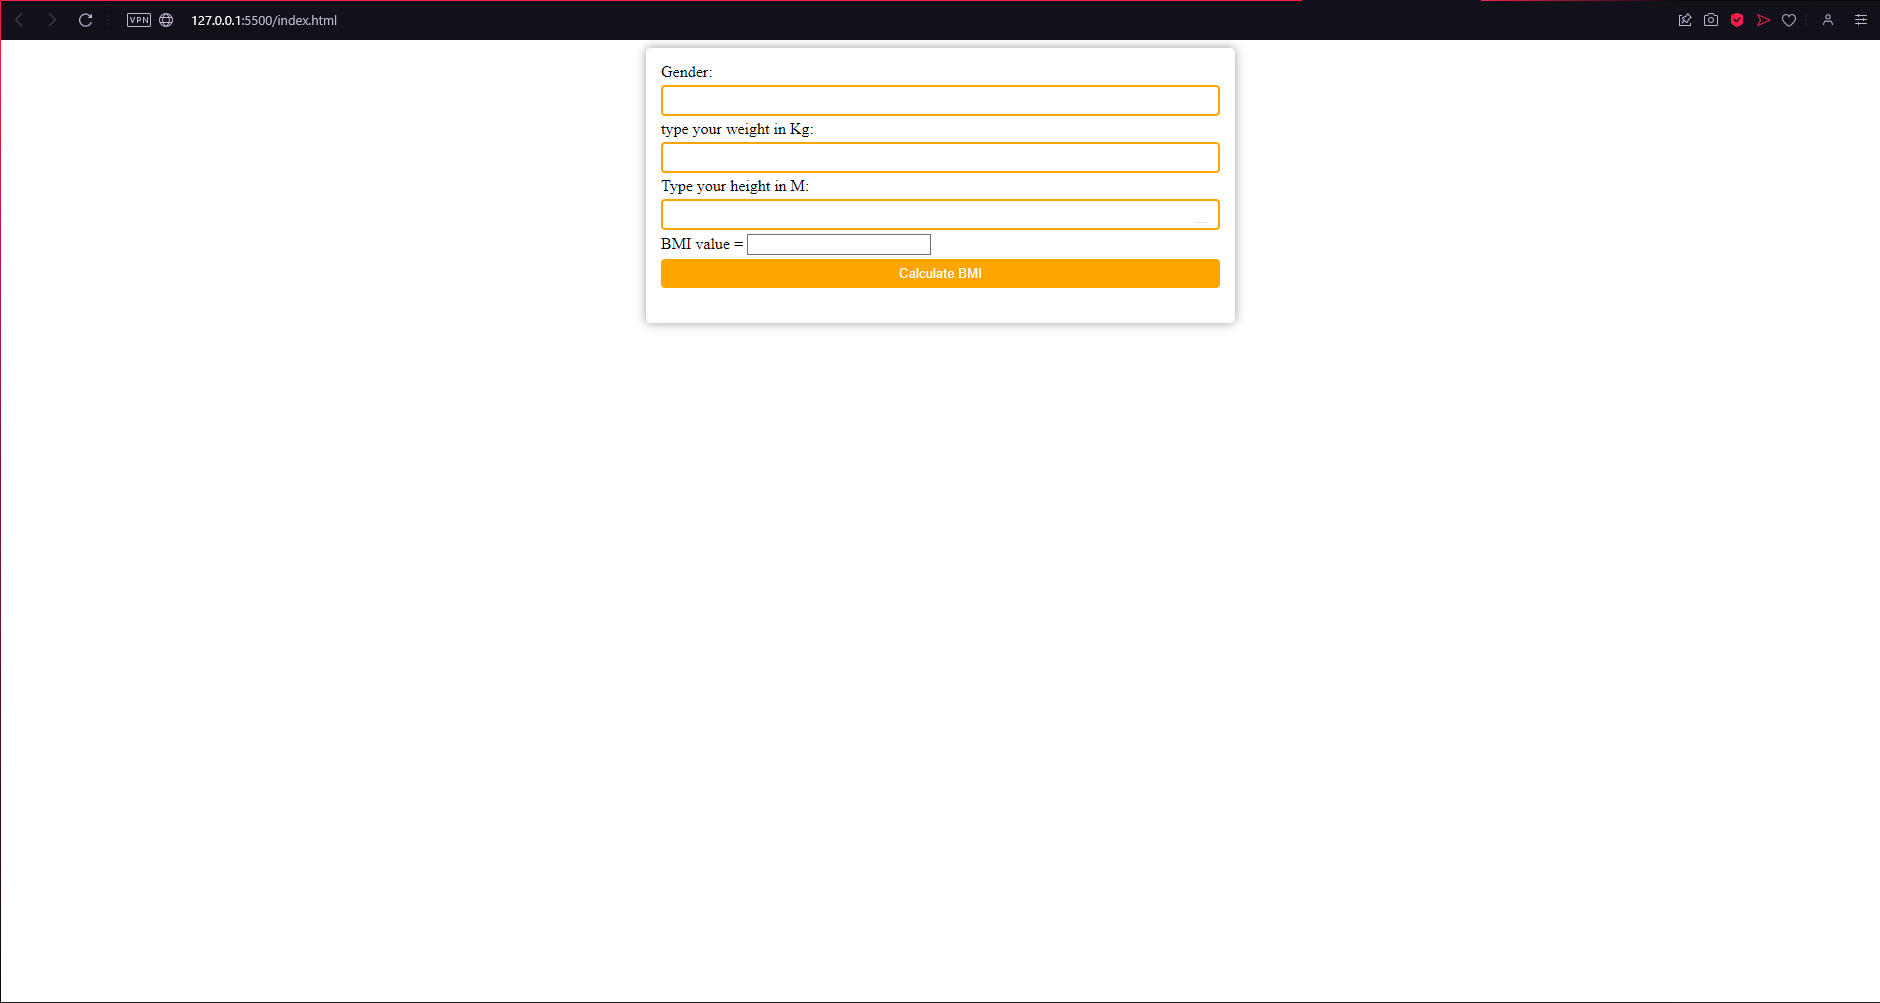 VPN 127.0.0.1:5500/index.html
Gender:
type your weight in Kg:
Type your height in M:
BMI value =
Calculate BMI